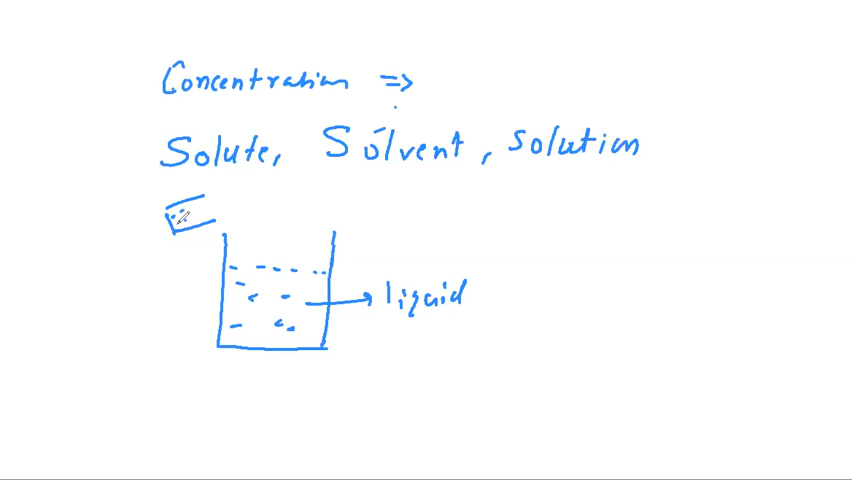 Concentration =>
Solute, Solvent, Solution
liquid